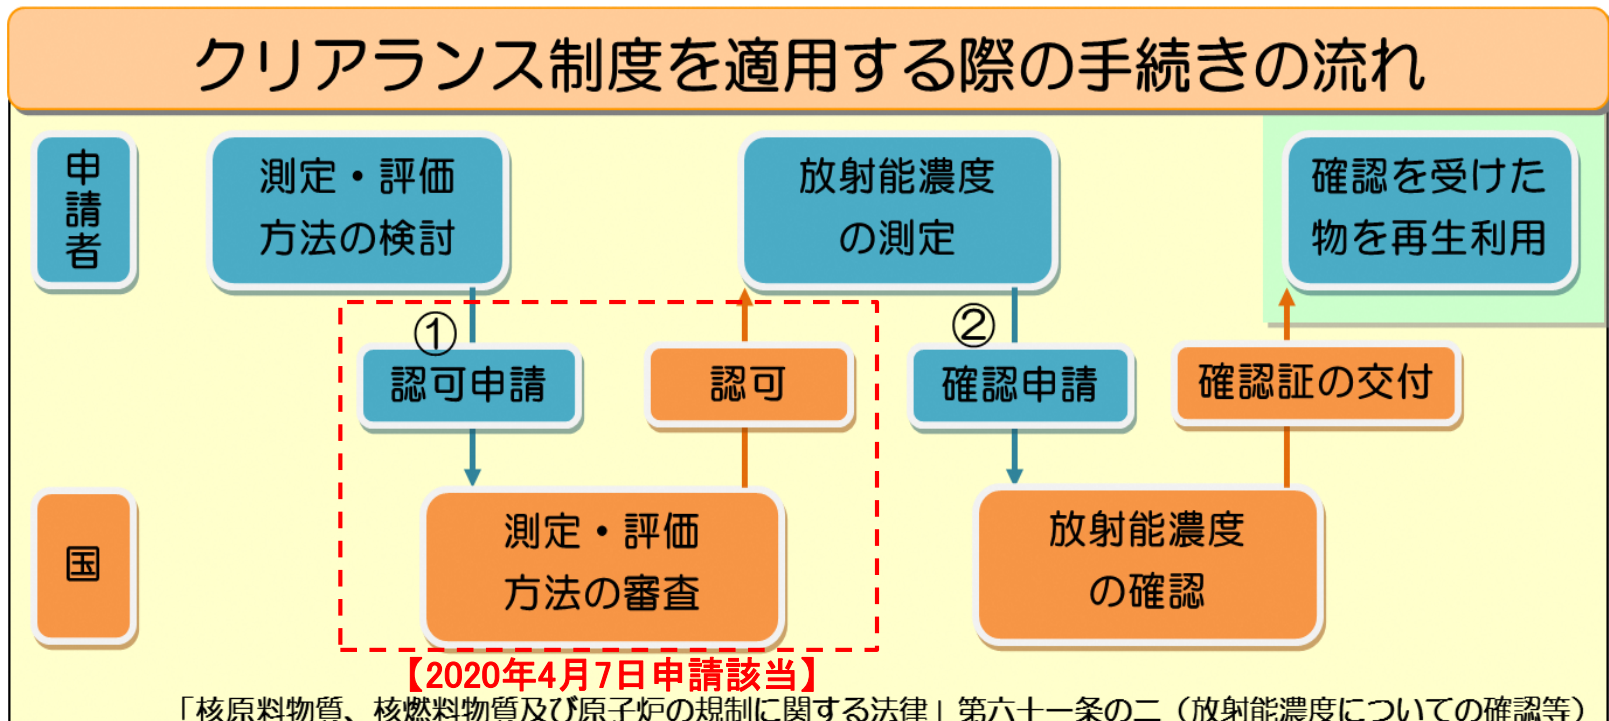 クリアランス制度を適用する際の手続きの流れ
申請者
測定・評価
方法の検討
放射能濃度
の測定
確認を受けた
物を再生利用
①
認可申請
認可
②
確認申請
確認証の交付
国
測定・評価
方法の審査
放射能濃度
の確認
【2020年4月7日申請該当】
「核原料物質、核燃料物質及び原子炉の規制に関する法律」第六十一条の二（放射能濃度についての確認等）